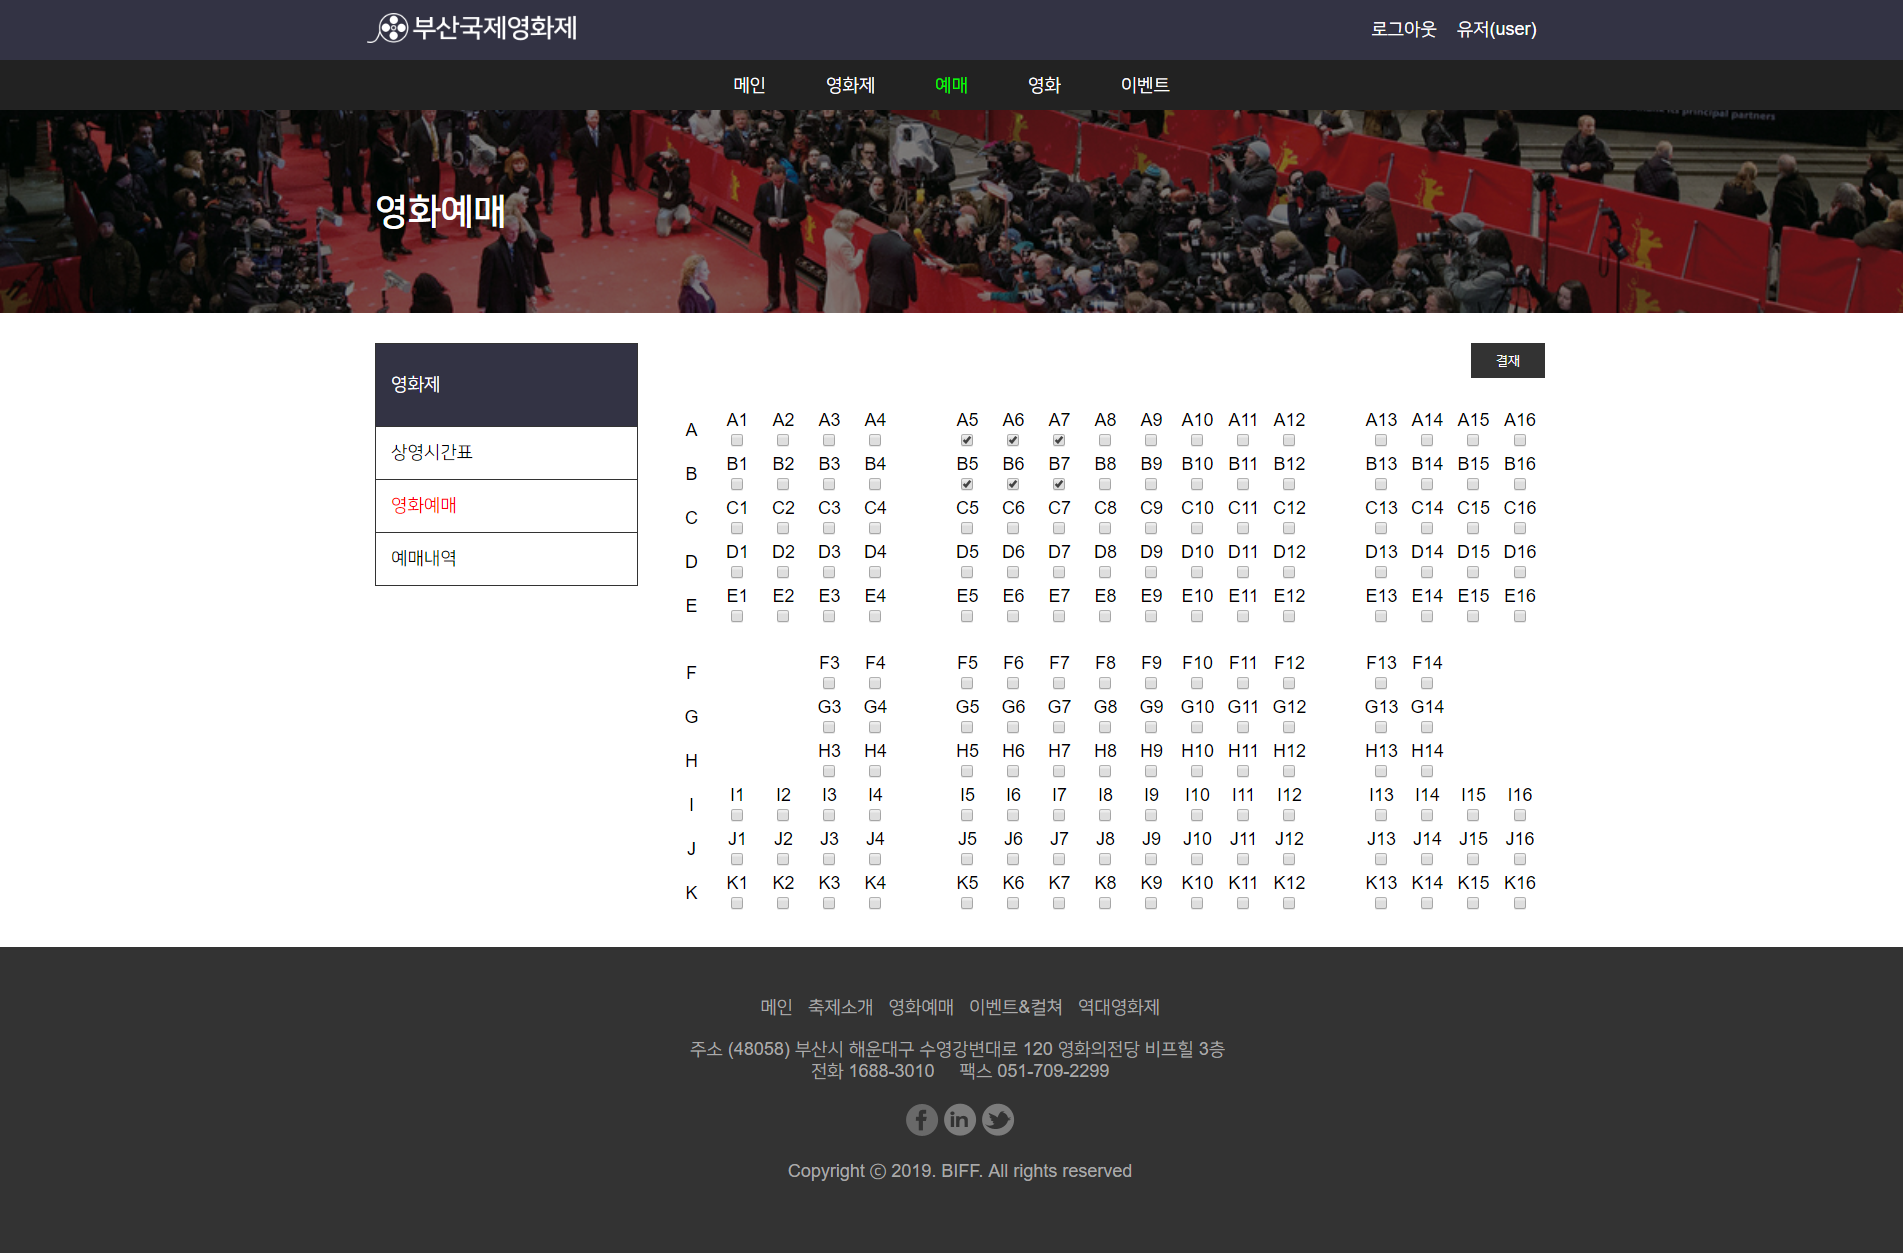 부산국제영화제
로그아웃 유저(user)
메인 영화제 예매 영화 이벤트
principal partners
영화예매
영화제
상영시간표
영화예매
예매내역
결재
A A1 A2 A3 A4 A5 A6 A7 A8 A9 A10 A11 A12 A13 A14 A15 A16
B B1 B2 B3 B4 B5 B6 B7 B8 B9 B10 B11 B12 B13 B14 B15 B16
C C1 C2 C3 C4 C5 C6 C7 C8 C9 C10 C11 C12 C13 C14 C15 C16
D D1 D2 D3 D4 D5 D6 D7 D8 D9 D10 D11 D12 D13 D14 D15 D16
E E1 E2 E3 E4 E5 E6 E7 E8 E9 E10 E11 E12 E13 E14 E15 E16
F F3 F4 F5 F6 F7 F8 F9 F10 F11 F12 F13 F14
G G3 G4 G5 G6 G7 G8 G9 G10 G11 G12 G13 G14
H H3 H4 H5 H6 H7 H8 H9 H10 H11 H12 H13 H14
I I1 I2 I3 I4 I5 I6 I7 I8 I9 I10 I11 I12 I13 I14 I15 I16
J J1 J2 J3 J4 J5 J6 J7 J8 J9 J10 J11 J12 J13 J14 J15 J16
K K1 K2 K3 K4 K5 K6 K7 K8 K9 K10 K11 K12 K13 K14 K15 K16
메인 축제소개 영화예매 이벤트&컬쳐 역대영화제
주소 (48058) 부산시 해운대구 수영강변대로 120 영화의전당 비프힐 3층
전화 1688-3010 팩스 051-709-2299
Copyright ⓒ 2019. BIFF. All rights reserved